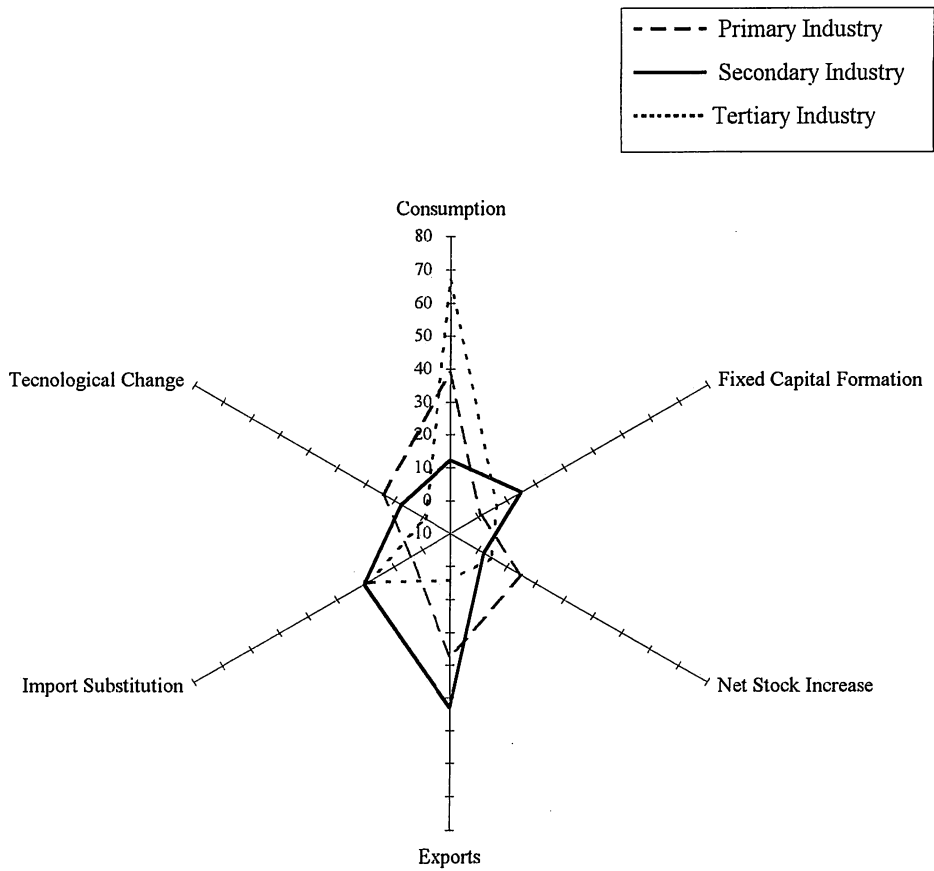 Primary Industry
Secondary Industry
Tertiary Industry
Consumption
80
70
60
50
40
30
20
10
0
10
Tecnological Change
Fixed Capital Formation
Import Substitution
Net Stock Increase
Exports